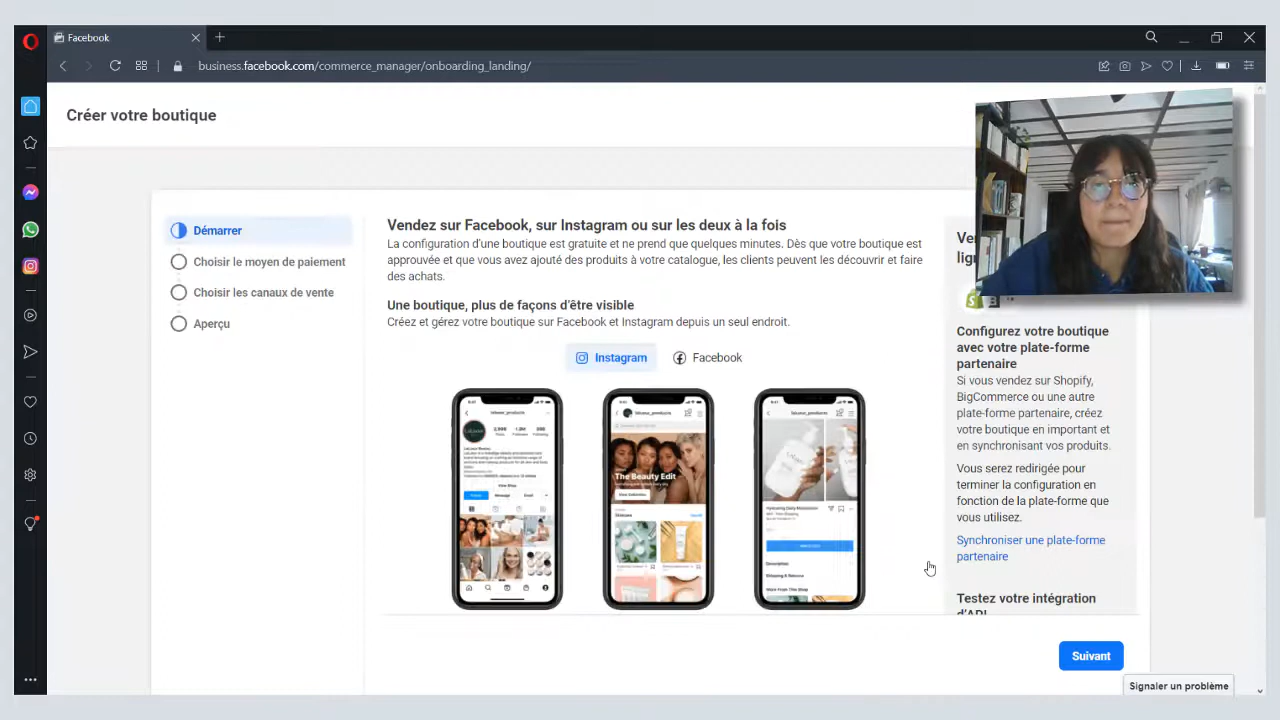 Facebook
business.facebook.com/commerce_manager/onboarding_landing/
Créer votre boutique
Démarrer
Choisir le moyen de paiement
Choisir les canaux de vente
Aperçu
Vendez sur Facebook, sur Instagram ou sur les deux à la fois
La configuration d'une boutique est gratuite et ne prend que quelques minutes. Dès que votre boutique est
approuvée et que vous avez ajouté des produits à votre catalogue, les clients peuvent les découvrir et faire
des achats.
Une boutique, plus de façons d'être visible
Créez et gérez votre boutique sur Facebook et Instagram depuis un seul endroit.
Instagram
Facebook
The Beauty Edit
Configurez votre boutique
avec votre plate-forme
partenaire
Si vous vendez sur Shopify,
BigCommerce ou une autre
plate-forme partenaire, créez
votre boutique en important et
en synchronisant vos produits.
Vous serez redirigée pour
terminer la configuration en
fonction de la plate-forme que
vous utilisez.
Synchroniser une plate-forme
partenaire
Testez votre intégration
d'API
Suivant
Signaler un problème